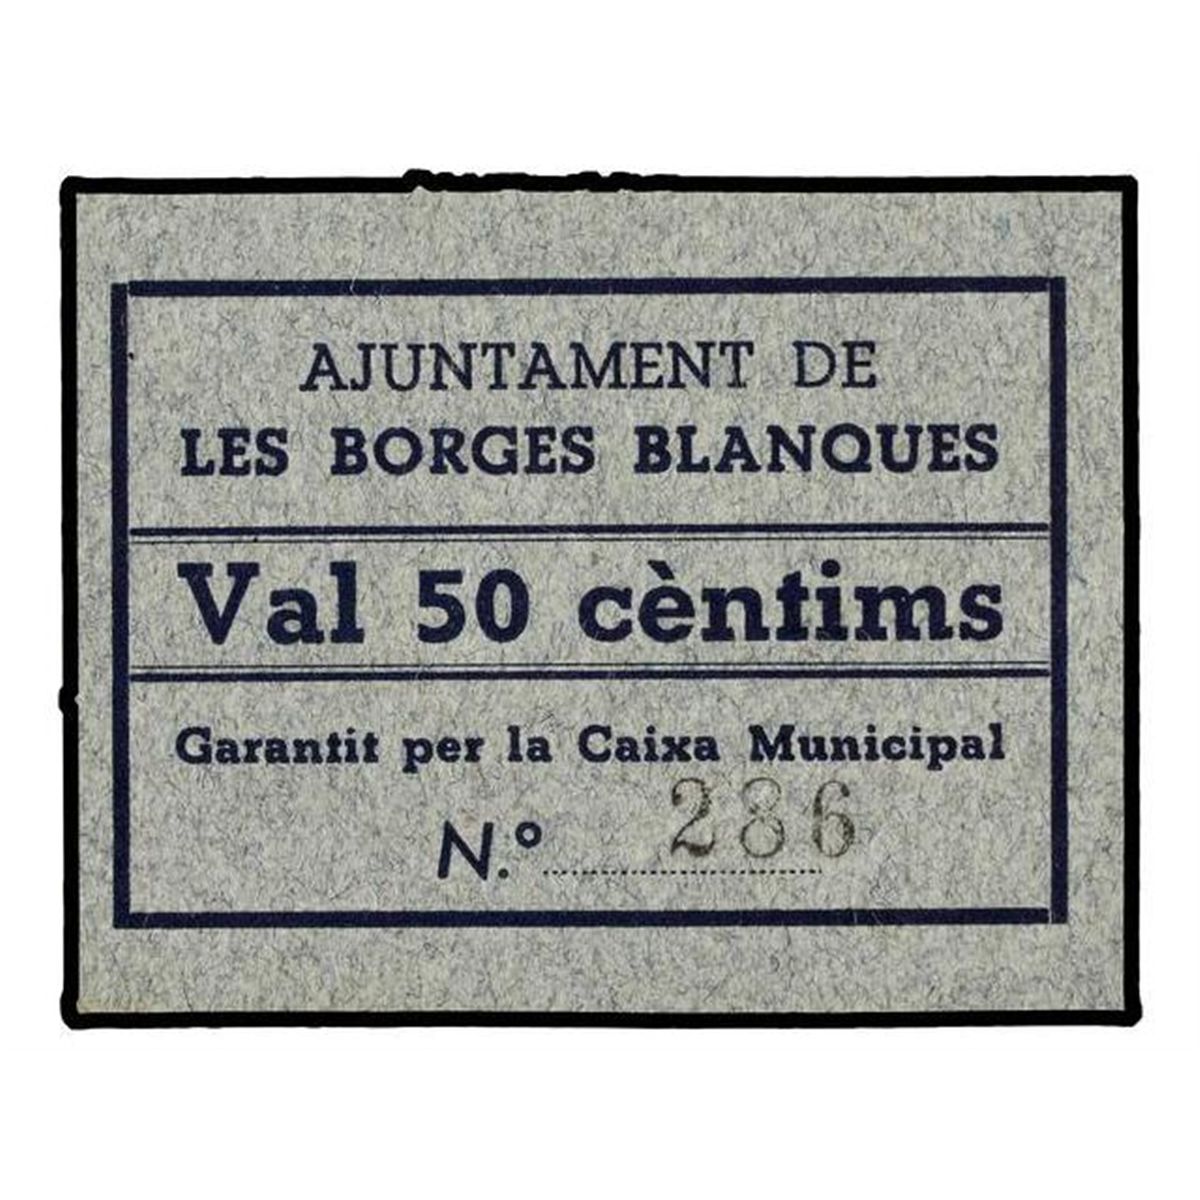 AJUNTAMENT DE
LES BORGES BLANQUES
Val 50 cèntims
Garantit per la Caixa Municipal
N.º 286